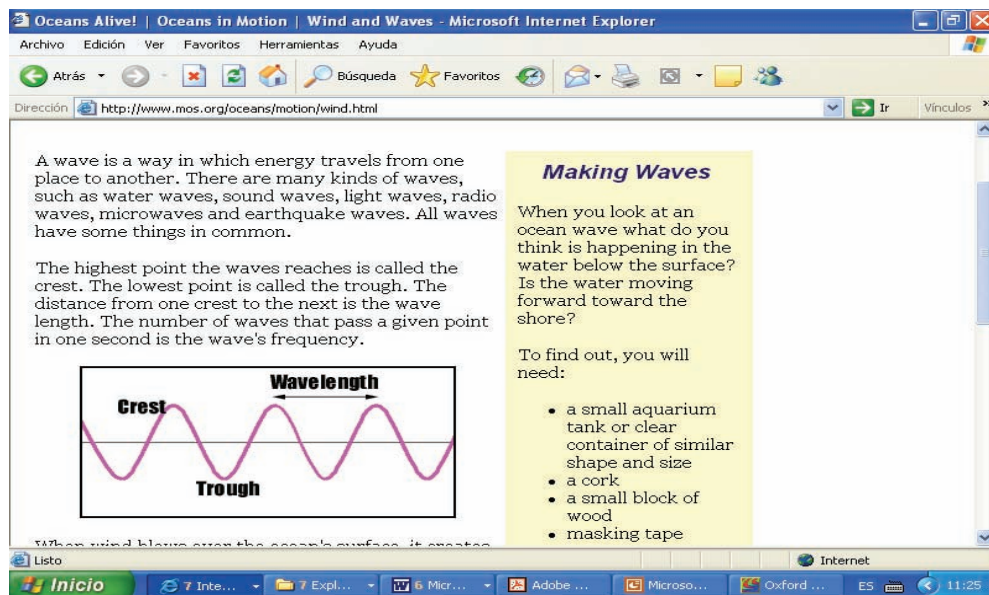 Oceans Alive! | Oceans in Motion | Wind and Waves - Microsoft Internet Explorer
Archivo Edición Ver Favoritos Herramientas Ayuda
Atrás Búsqueda Favoritos
Dirección http://www.mos.org/oceans/motion/wind.html Ir Vínculos »
A wave is a way in which energy travels from one
place to another. There are many kinds of waves,
such as water waves, sound waves, light waves, radio
waves, microwaves and earthquake waves. All waves
have some things in common.
The highest point the waves reaches is called the
crest. The lowest point is called the trough. The
distance from one crest to the next is the wave
length. The number of waves that pass a given point
in one second is the wave's frequency.
Wavelength
Crest
Trough
When wind blows over the ocean's surface, it creates
Making Waves
When you look at an
ocean wave what do you
think is happening in the
water below the surface?
Is the water moving
forward toward the
shore?
To find out, you will
need:
• a small aquarium
tank or clear
container of similar
shape and size
• a cork
• a small block of
wood
• masking tape
Listo Internet
Inicio 7 Inte... 7 Expl... 6 Micr... Adobe ... Microso... Oxford ... ES 11:25